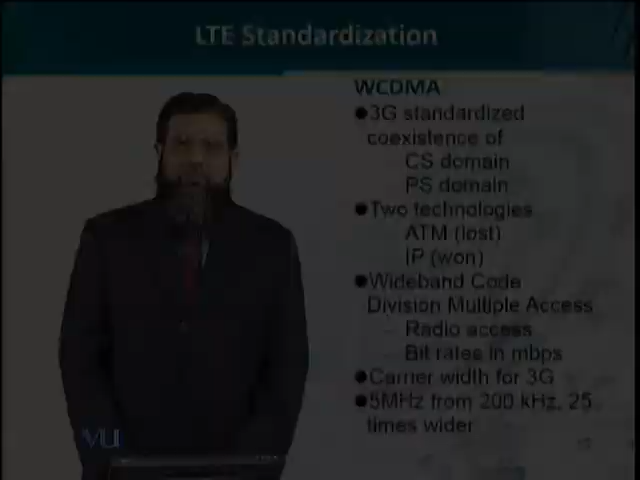 LTE Standardization
WCDMA
●3G standardized
coexistence of
CS domain
PS domain
●Two technologies
ATM (lost)
IP (won)
●Wideband Code
Division Multiple Access
Radio access
Bit rates in mbps
●Carrier width for 3G
●5MHz from 200 kHz, 25
times wider
VU